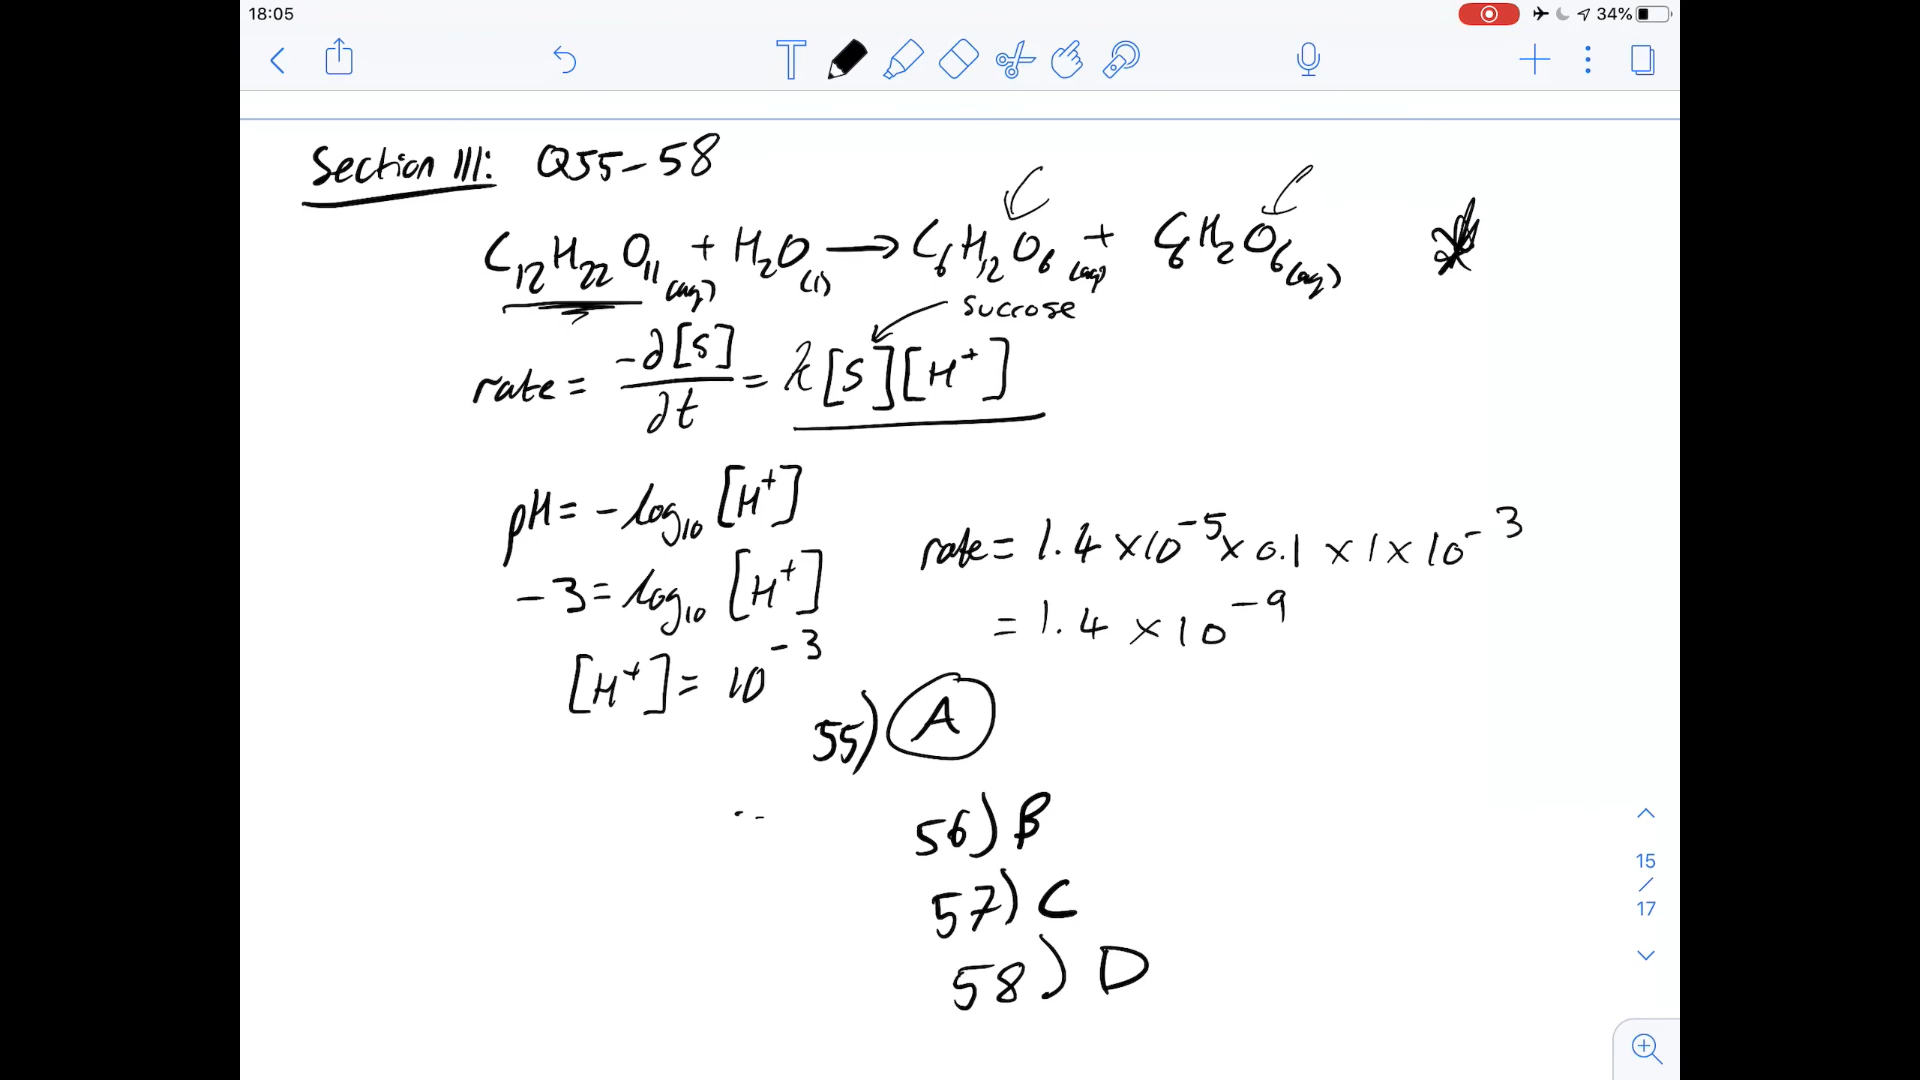 18:05
34%
Section III: Q55-58
C₁₂H₂₂O₁₁(aq) + H₂O(l) → C₆H₁₂O₆(aq) + C₆H₂O₆(aq)
sucrose
rate = -∂[S]/∂t = k[S][H⁺]
pH = -log₁₀[H⁺]
-3 = log₁₀[H⁺]
[H⁺] = 10⁻³
rate = 1.4 × 10⁻⁵ × 0.1 × 1 × 10⁻³
= 1.4 × 10⁻⁹
55) A
56) B
57) C
58) D
15
/
17